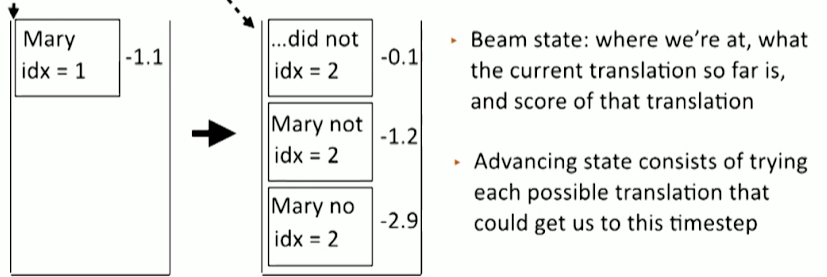 Mary
idx = 1
-1.1
...did not
idx = 2
-0.1
Mary not
idx = 2
-1.2
Mary no
idx = 2
-2.9
▸ Beam state: where we’re at, what
the current translation so far is,
and score of that translation
▸ Advancing state consists of trying
each possible translation that
could get us to this timestep